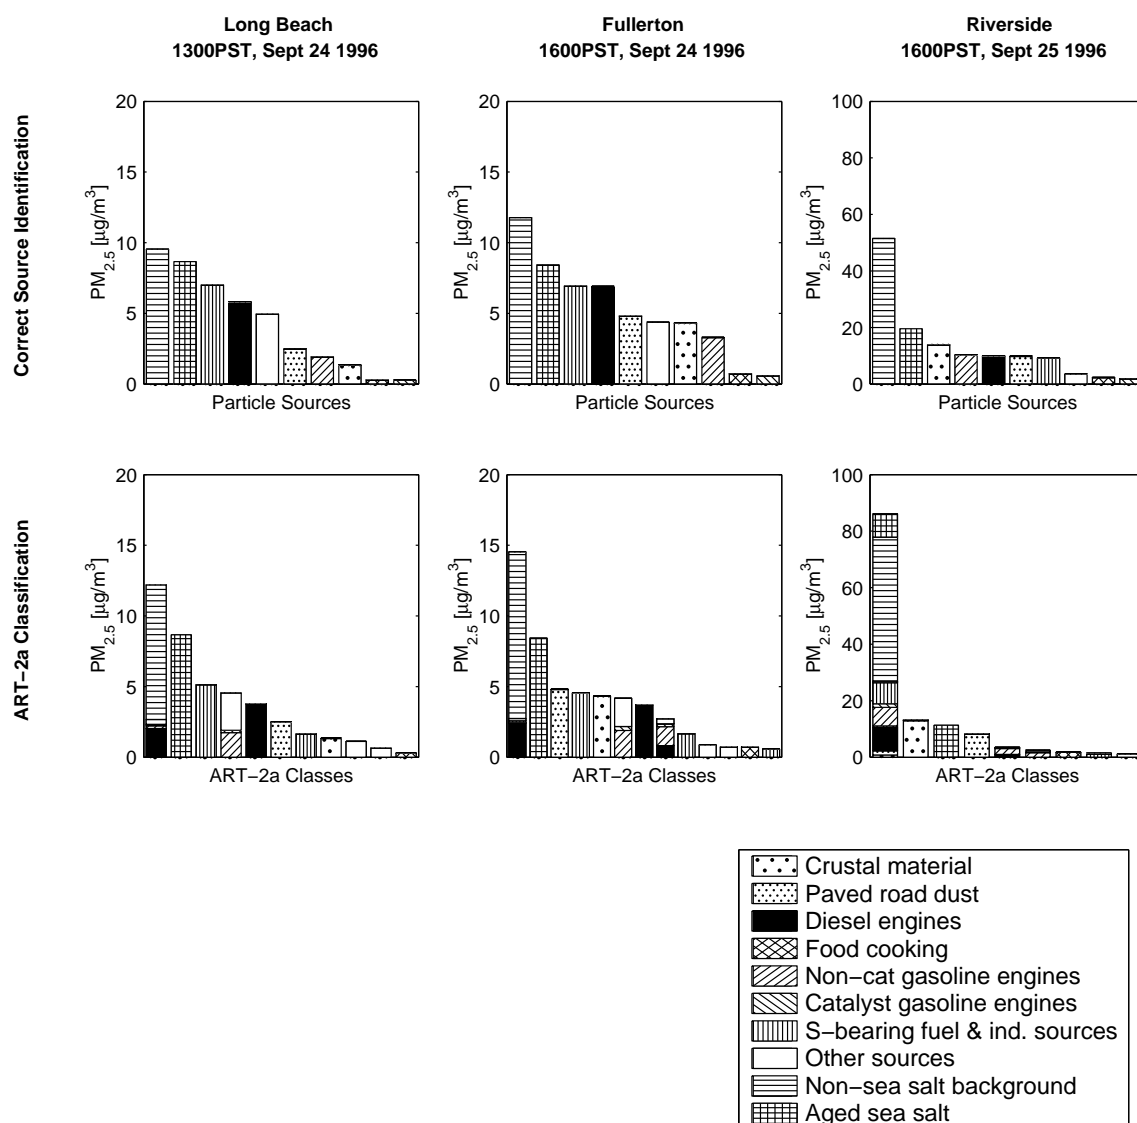 Long Beach
1300PST, Sept 24 1996
Fullerton
1600PST, Sept 24 1996
Riverside
1600PST, Sept 25 1996
Correct Source Identification
PM2.5 [μg/m3]
20
15
10
5
0
Particle Sources
PM2.5 [μg/m3]
20
15
10
5
0
Particle Sources
PM2.5 [μg/m3]
100
80
60
40
20
0
Particle Sources
ART−2a Classification
PM2.5 [μg/m3]
20
15
10
5
0
ART−2a Classes
PM2.5 [μg/m3]
20
15
10
5
0
ART−2a Classes
PM2.5 [μg/m3]
100
80
60
40
20
0
ART−2a Classes
Crustal material
Paved road dust
Diesel engines
Food cooking
Non−cat gasoline engines
Catalyst gasoline engines
S−bearing fuel & ind. sources
Other sources
Non−sea salt background
Aged sea salt